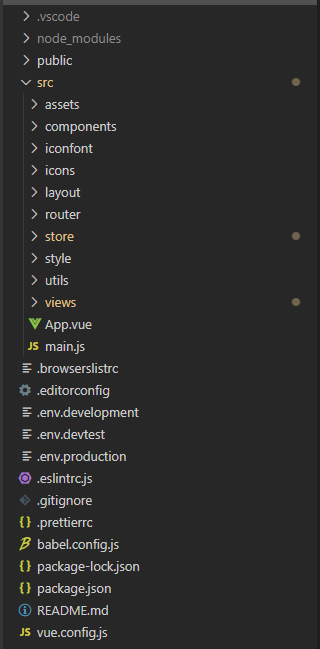 .vscode
node_modules
public
src
assets
components
iconfont
icons
layout
router
store
style
utils
views
App.vue
JS main.js
.browserslistrc
.editorconfig
.env.development
.env.devtest
.env.production
.eslintrc.js
.gitignore
{} .prettierrc
babel.config.js
{} package-lock.json
{} package.json
README.md
JS vue.config.js